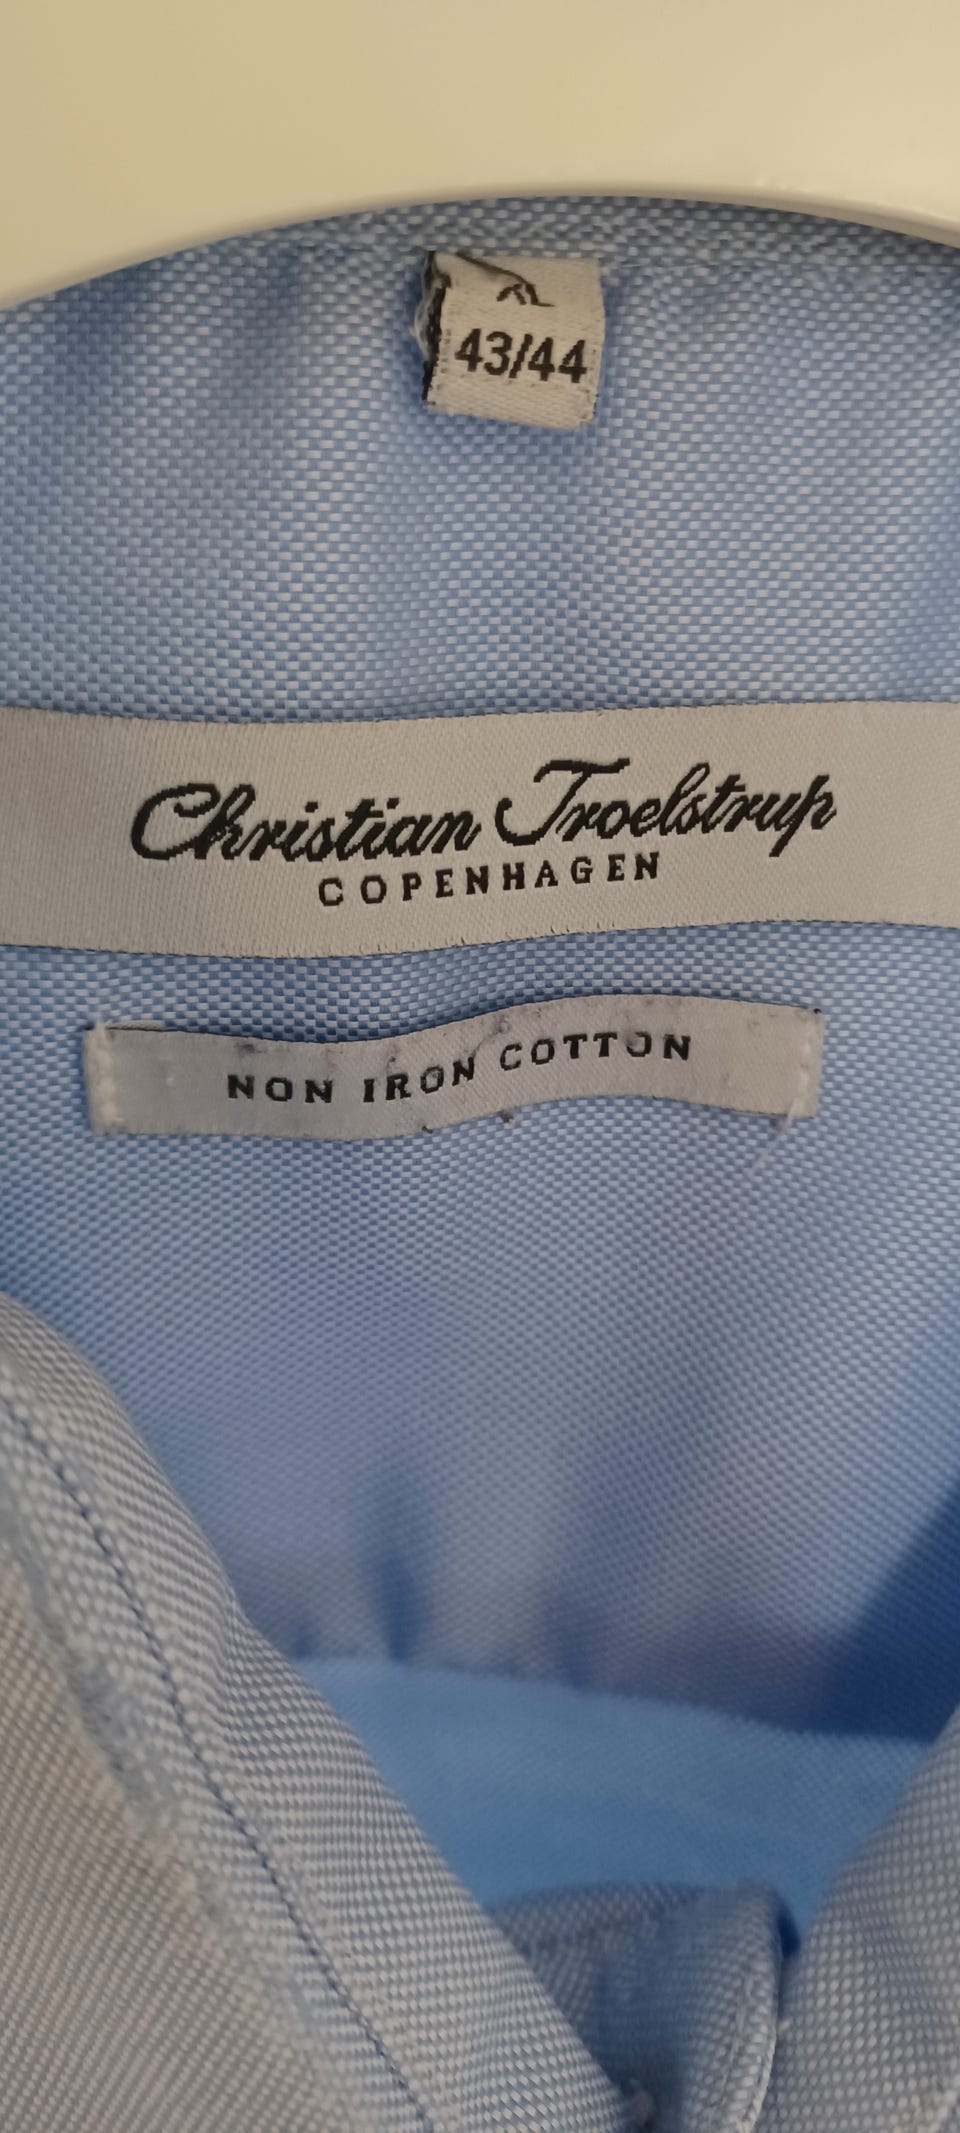 XL
43/44
Christian Troelstrup
COPENHAGEN
NON IRON COTTON